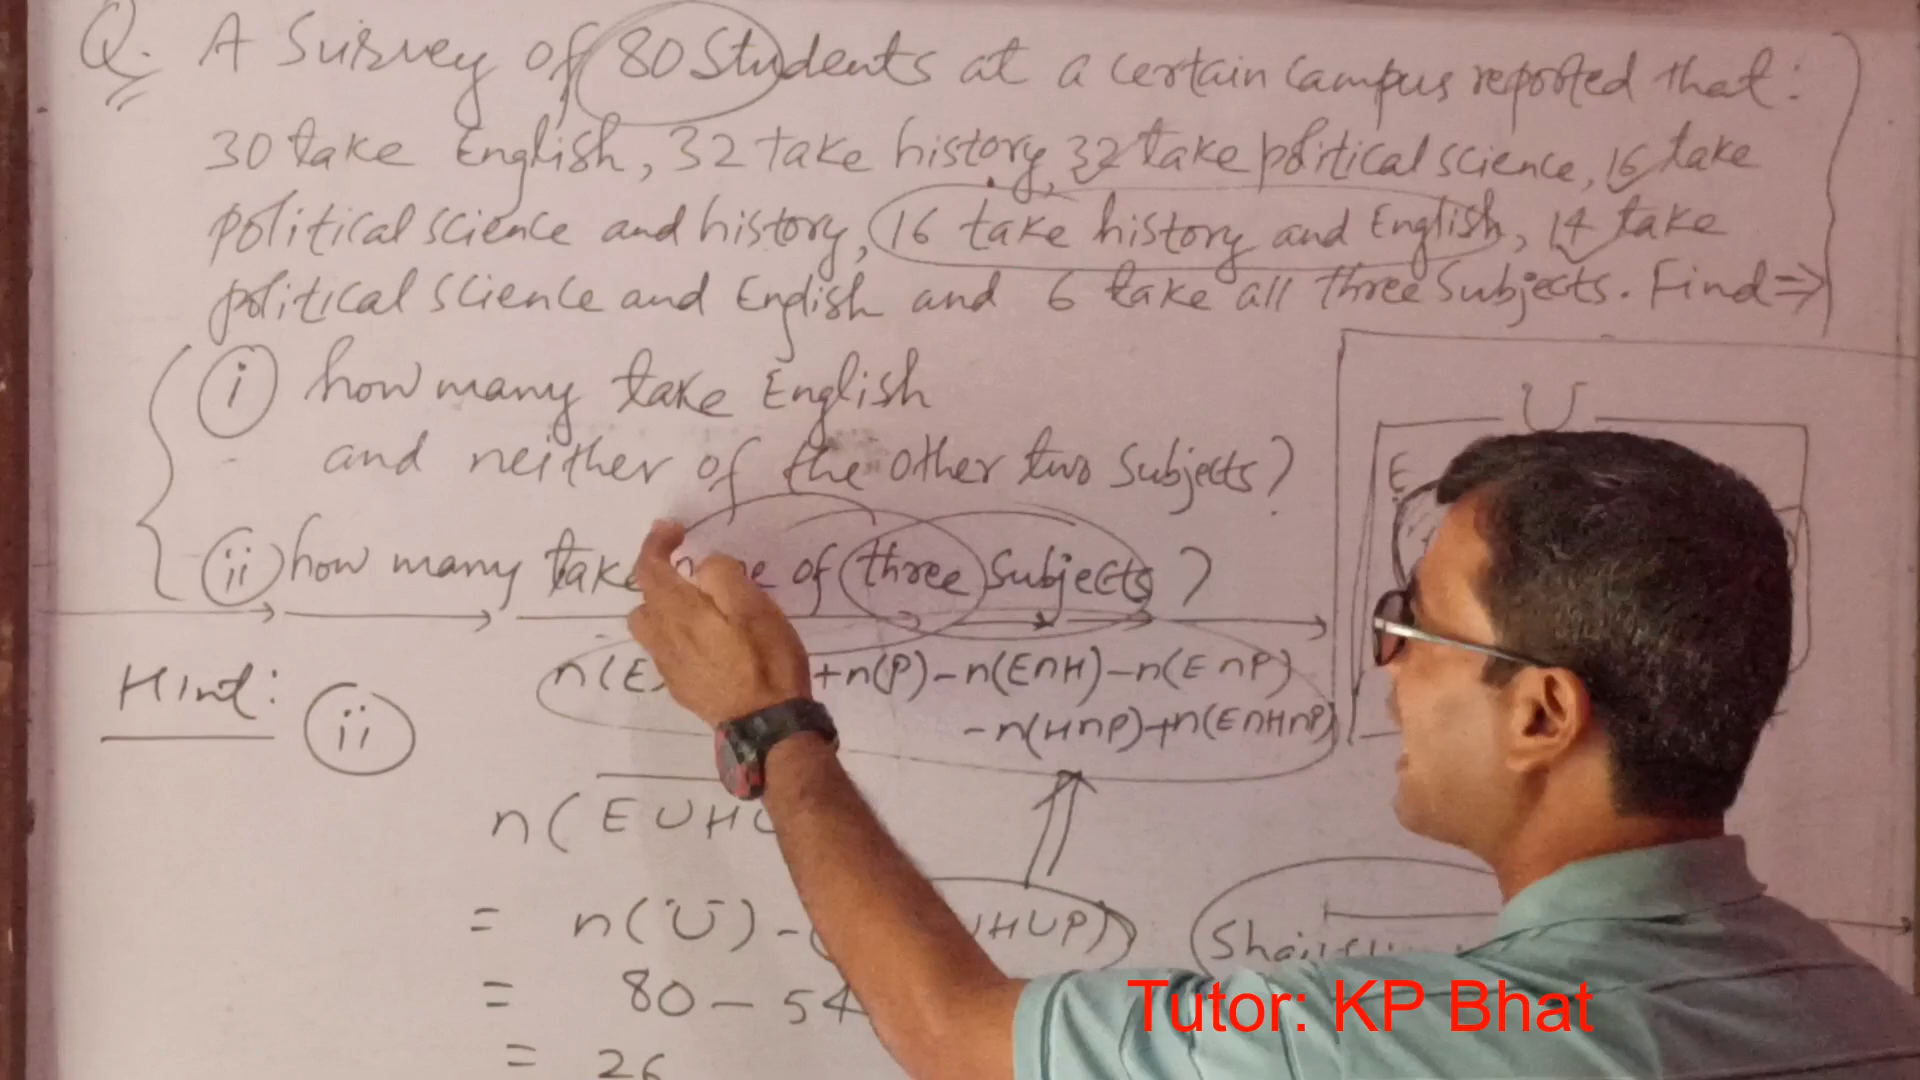 Q. A Survey of 80 Students at a certain campus reported that:
30 take English, 32 take history, 32 take political science, 16 take
political science and history, 16 take history and English, 14 take
political science and English and 6 take all three Subjects. Find ⇒
(i) how many take English
and neither of the other two Subjects?
(ii) how many take of three Subjects?
Hint: (ii)
n(E +n(P)-n(E∩H)-n(E∩P)
-n(H∩P)+n(E∩H∩P)
n(E∪H∪
= n(U)- ∪H∪P)
= 80-54
= 26
U
E
Tutor: KP Bhat